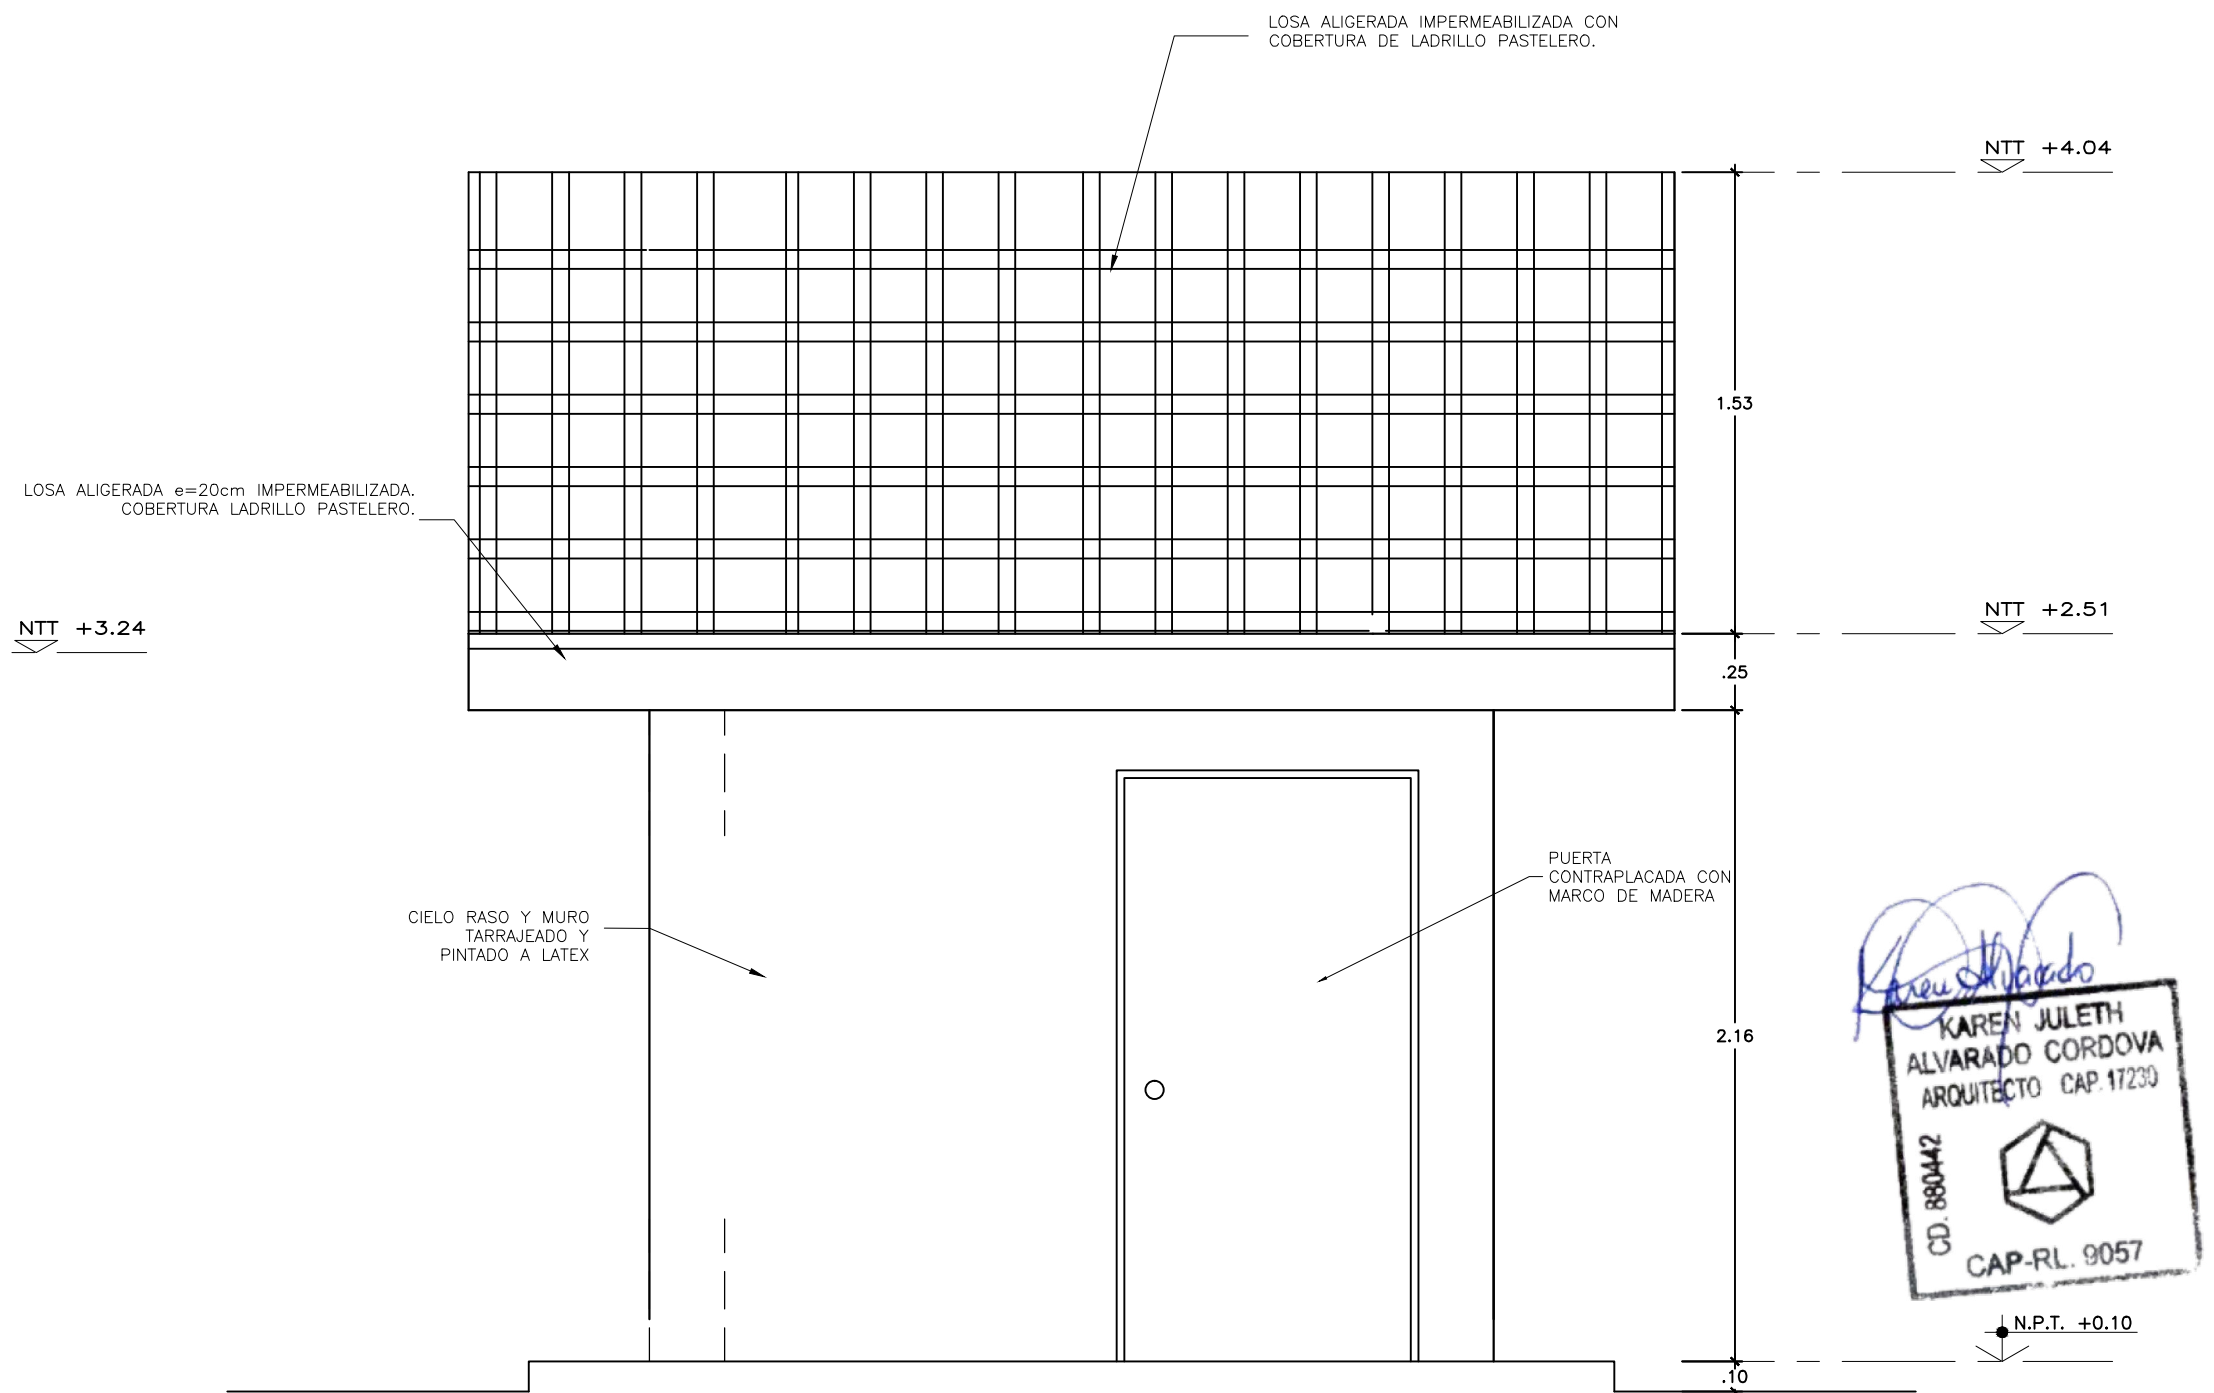 LOSA ALIGERADA IMPERMEABILIZADA CON
COBERTURA DE LADRILLO PASTELERO.
NTT +4.04
1.53
LOSA ALIGERADA e=20cm IMPERMEABILIZADA.
COBERTURA LADRILLO PASTELERO.
NTT +3.24
NTT +2.51
.25
PUERTA
CONTRAPLACADA CON
MARCO DE MADERA
CIELO RASO Y MURO
TARRAJEADO Y
PINTADO A LATEX
2.16
Karen Alvarado
KAREN JULETH
ALVARADO CORDOVA
ARQUITECTO CAP. 17230
CD. 880442
CAP-RL. 9057
N.P.T. +0.10
.10